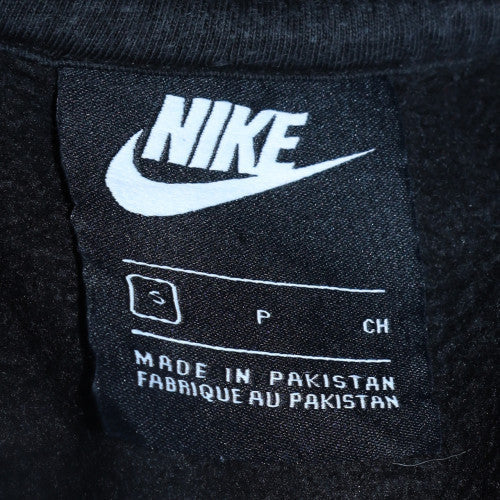 NIKE
S P CH
MADE IN PAKISTAN
FABRIQUE AU PAKISTAN